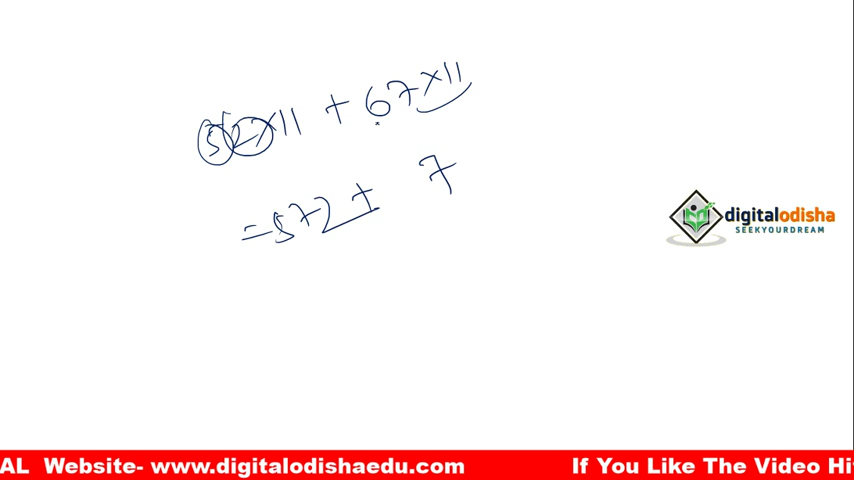 52×11 + 67×11
=572+ 7
digitalodisha
SEEKYOURDREAM
AL Website- www.digitalodishaedu.com If You Like The Video Hi